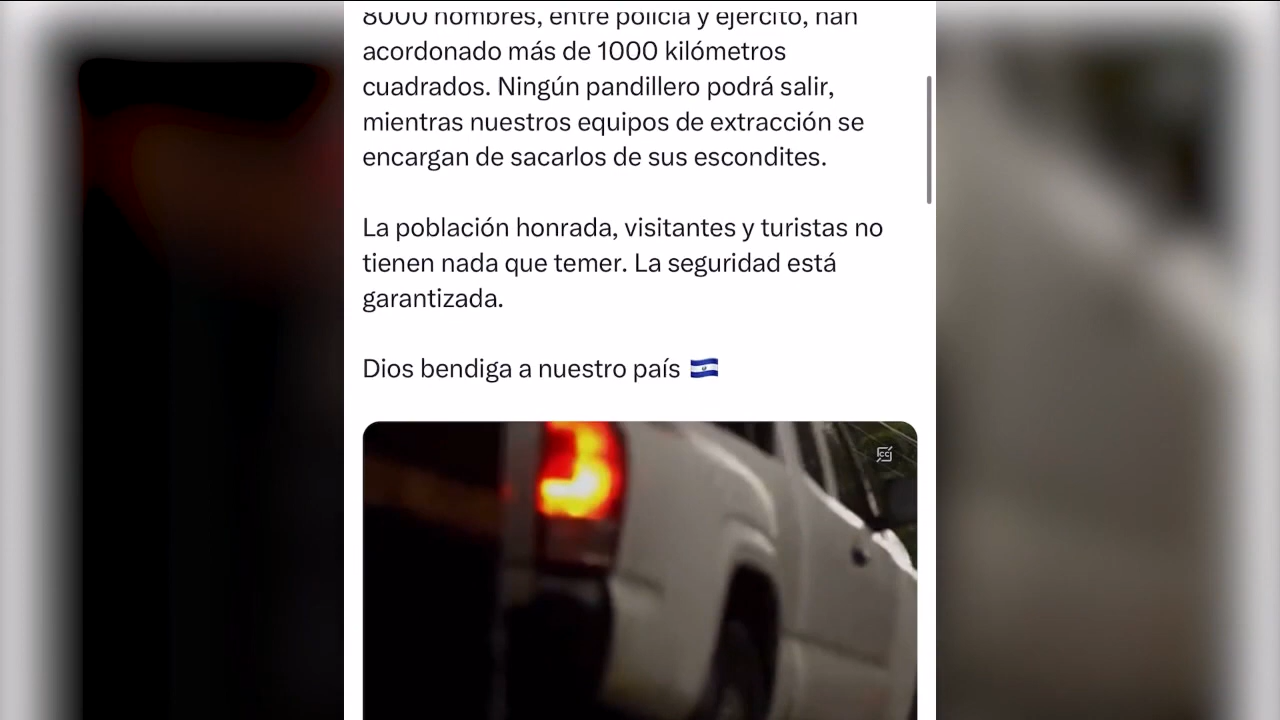 8000 hombres, entre policía y ejército, han
acordonado más de 1000 kilómetros
cuadrados. Ningún pandillero podrá salir,
mientras nuestros equipos de extracción se
encargan de sacarlos de sus escondites.
La población honrada, visitantes y turistas no
tienen nada que temer. La seguridad está
garantizada.
Dios bendiga a nuestro país 🇸🇻
CC